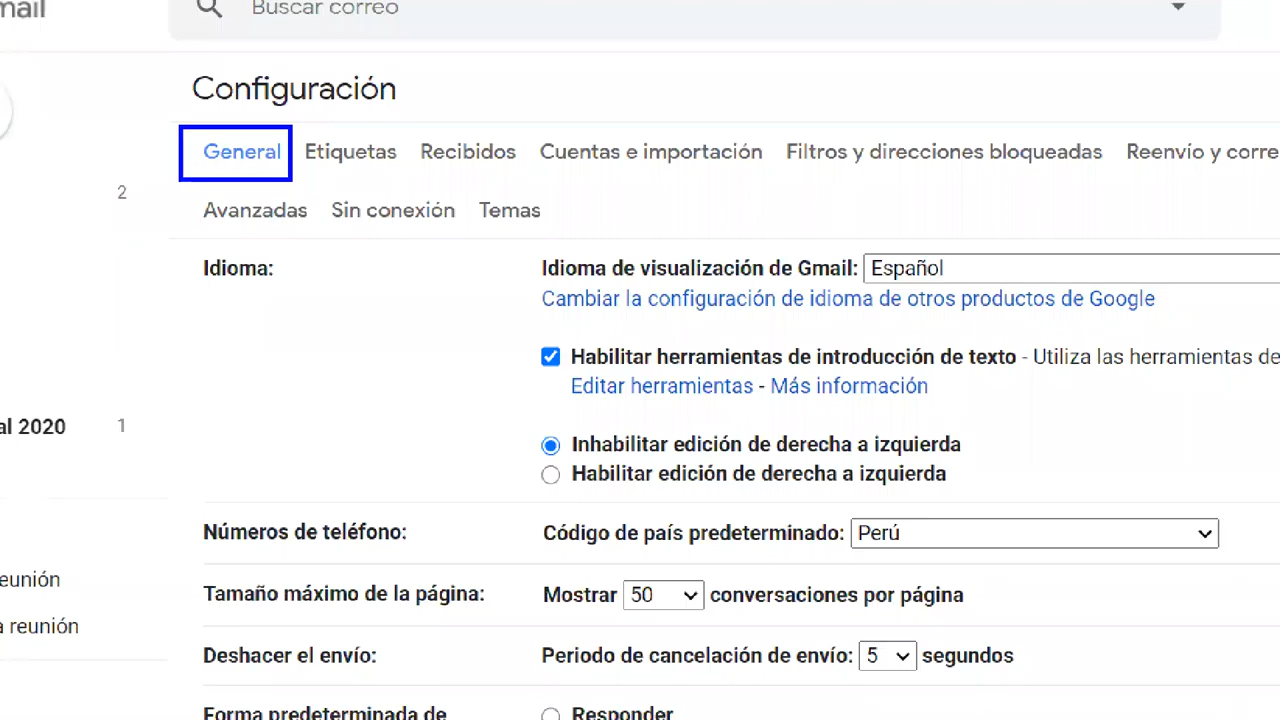 mail
Buscar correo
Configuración
General Etiquetas Recibidos Cuentas e importación Filtros y direcciones bloqueadas Reenvío y corre
2
Avanzadas Sin conexión Temas
Idioma: Idioma de visualización de Gmail: Español
Cambiar la configuración de idioma de otros productos de Google
Habilitar herramientas de introducción de texto - Utiliza las herramientas de
Editar herramientas - Más información
al 2020 1
Inhabilitar edición de derecha a izquierda
Habilitar edición de derecha a izquierda
Números de teléfono: Código de país predeterminado: Perú
eunión
Tamaño máximo de la página: Mostrar 50 conversaciones por página
a reunión
Deshacer el envío: Periodo de cancelación de envío: 5 segundos
Forma predeterminada de Responder